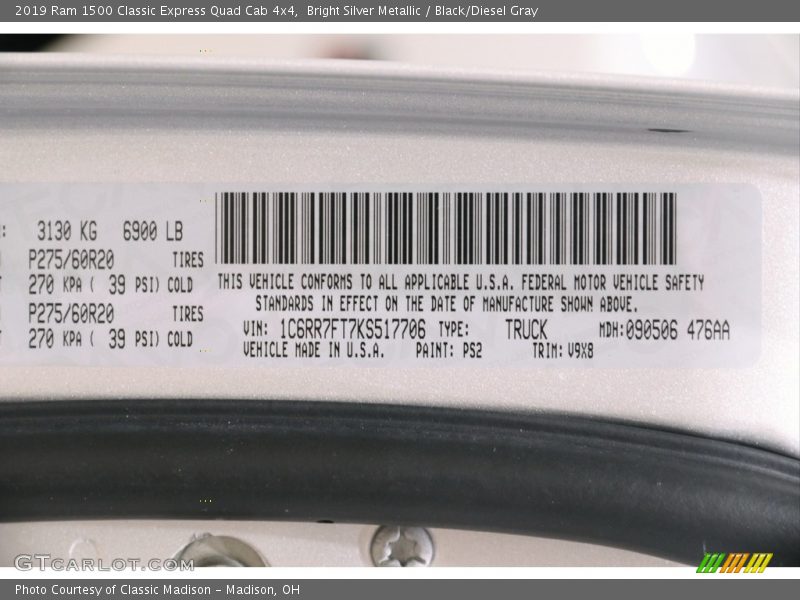 2019 Ram 1500 Classic Express Quad Cab 4x4,  Bright Silver Metallic / Black/Diesel Gray
: 3130 KG 6900 LB
P275/60R20 TIRES
270 KPA ( 39 PSI) COLD
P275/60R20 TIRES
270 KPA ( 39 PSI) COLD
THIS VEHICLE CONFORMS TO ALL APPLICABLE U.S.A. FEDERAL MOTOR VEHICLE SAFETY
STANDARDS IN EFFECT ON THE DATE OF MANUFACTURE SHOWN ABOVE.
VIN: 1C6RR7FT7KS517706 TYPE: TRUCK MDH:090506 476AA
VEHICLE MADE IN U.S.A. PAINT: PS2 TRIM: V9X8
GTCARLOT.COM
Photo Courtesy of Classic Madison - Madison, OH